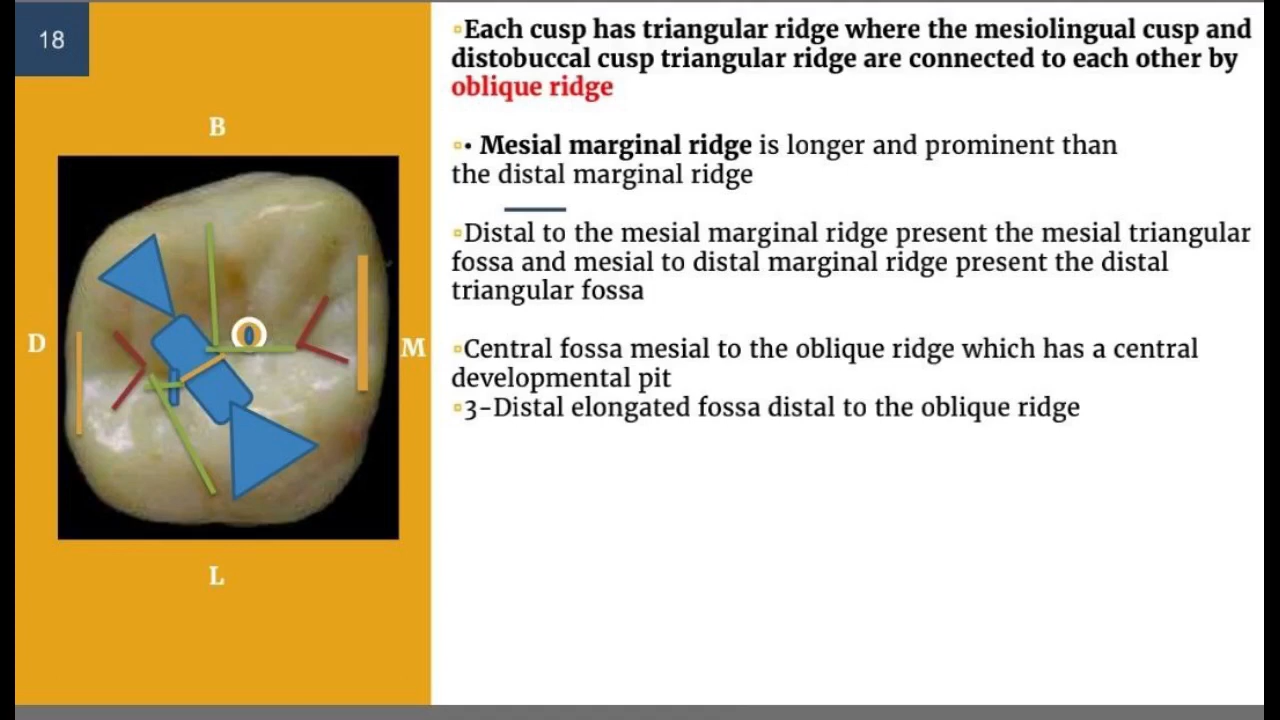 18
B
D
M
L
▫Each cusp has triangular ridge where the mesiolingual cusp and
distobuccal cusp triangular ridge are connected to each other by
oblique ridge
▫• Mesial marginal ridge is longer and prominent than
the distal marginal ridge
▫Distal to the mesial marginal ridge present the mesial triangular
fossa and mesial to distal marginal ridge present the distal
triangular fossa
▫Central fossa mesial to the oblique ridge which has a central
developmental pit
▫3-Distal elongated fossa distal to the oblique ridge